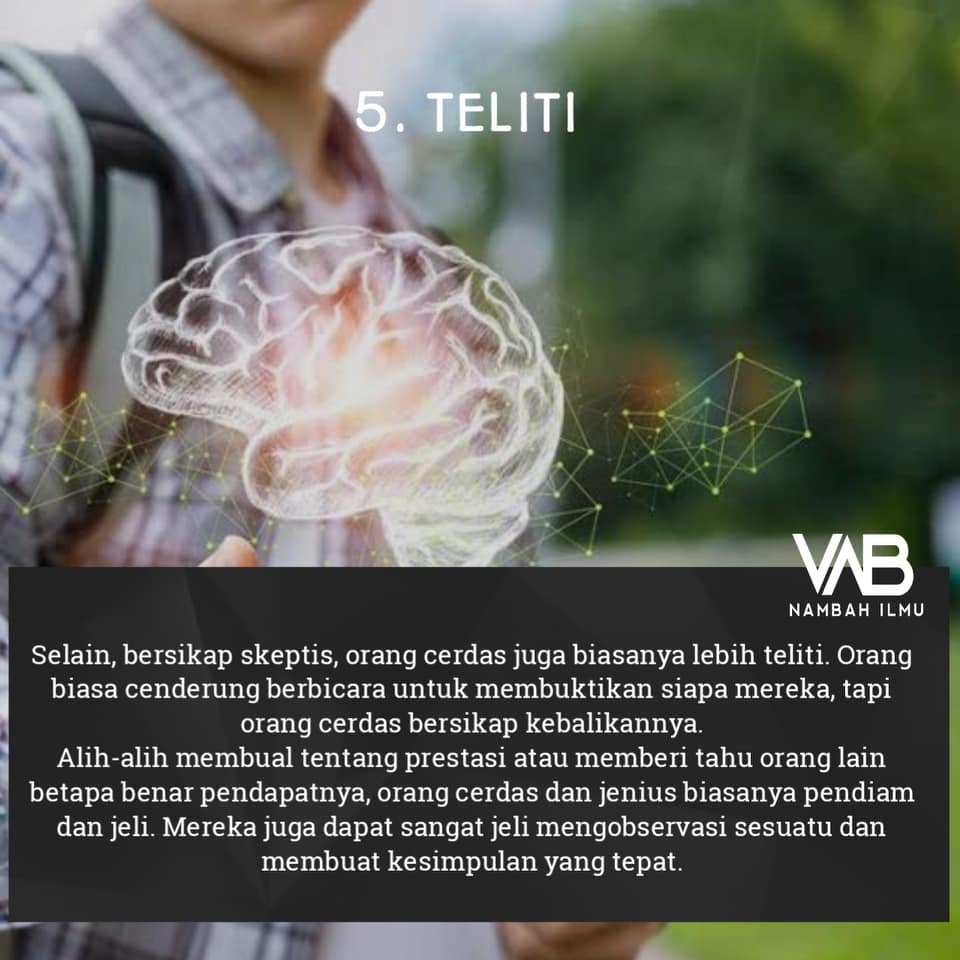 5. TELITI
VAB
NAMBAH ILMU
Selain, bersikap skeptis, orang cerdas juga biasanya lebih teliti. Orang
biasa cenderung berbicara untuk membuktikan siapa mereka, tapi
orang cerdas bersikap kebalikannya.
Alih-alih membual tentang prestasi atau memberi tahu orang lain
betapa benar pendapatnya, orang cerdas dan jenius biasanya pendiam
dan jeli. Mereka juga dapat sangat jeli mengobservasi sesuatu dan
membuat kesimpulan yang tepat.